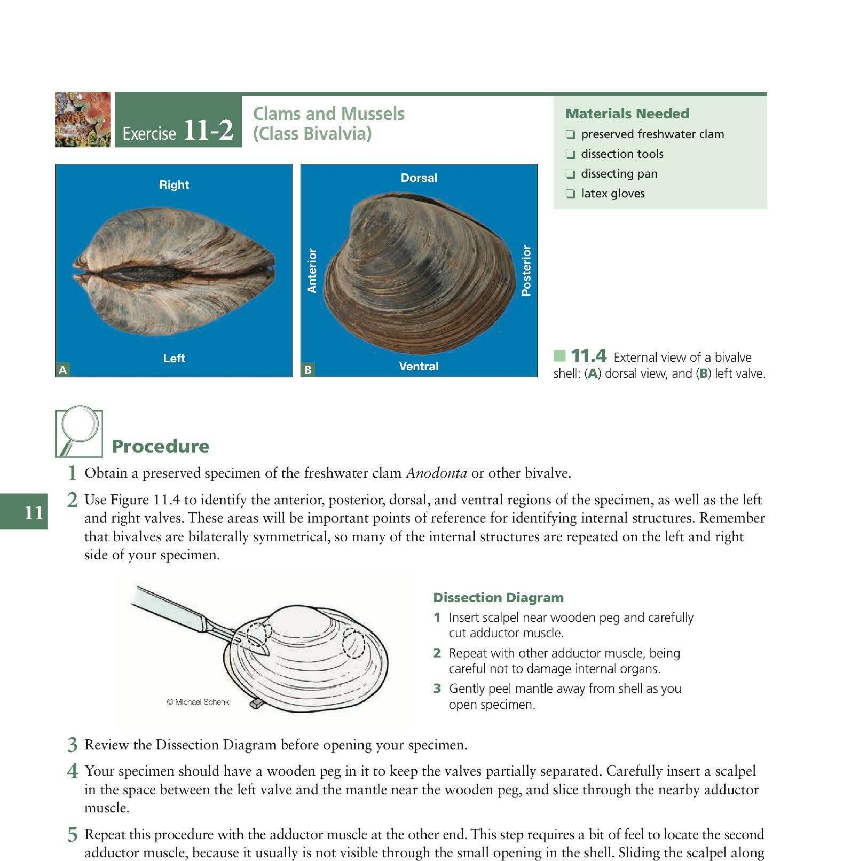 Exercise 11-2
Clams and Mussels
(Class Bivalvia)
Materials Needed
❏ preserved freshwater clam
❏ dissection tools
❏ dissecting pan
❏ latex gloves
Right
Left
A
Dorsal
Anterior
Posterior
Ventral
B
11.4 External view of a bivalve
shell: (A) dorsal view, and (B) left valve.
Procedure
1 Obtain a preserved specimen of the freshwater clam Anodonta or other bivalve.
11
2 Use Figure 11.4 to identify the anterior, posterior, dorsal, and ventral regions of the specimen, as well as the left
and right valves. These areas will be important points of reference for identifying internal structures. Remember
that bivalves are bilaterally symmetrical, so many of the internal structures are repeated on the left and right
side of your specimen.
© Michael Schenk
Dissection Diagram
1 Insert scalpel near wooden peg and carefully
cut adductor muscle.
2 Repeat with other adductor muscle, being
careful not to damage internal organs.
3 Gently peel mantle away from shell as you
open specimen.
3 Review the Dissection Diagram before opening your specimen.
4 Your specimen should have a wooden peg in it to keep the valves partially separated. Carefully insert a scalpel
in the space between the left valve and the mantle near the wooden peg, and slice through the nearby adductor
muscle.
5 Repeat this procedure with the adductor muscle at the other end. This step requires a bit of feel to locate the second
adductor muscle, because it usually is not visible through the small opening in the shell. Sliding the scalpel along